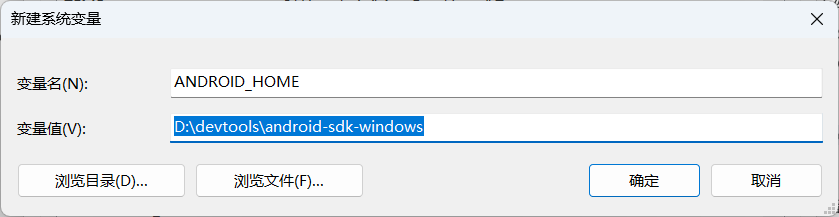 新建系统变量
变量名(N):
ANDROID_HOME
变量值(V):
D:\devtools\android-sdk-windows
浏览目录(D)...
浏览文件(F)...
确定
取消